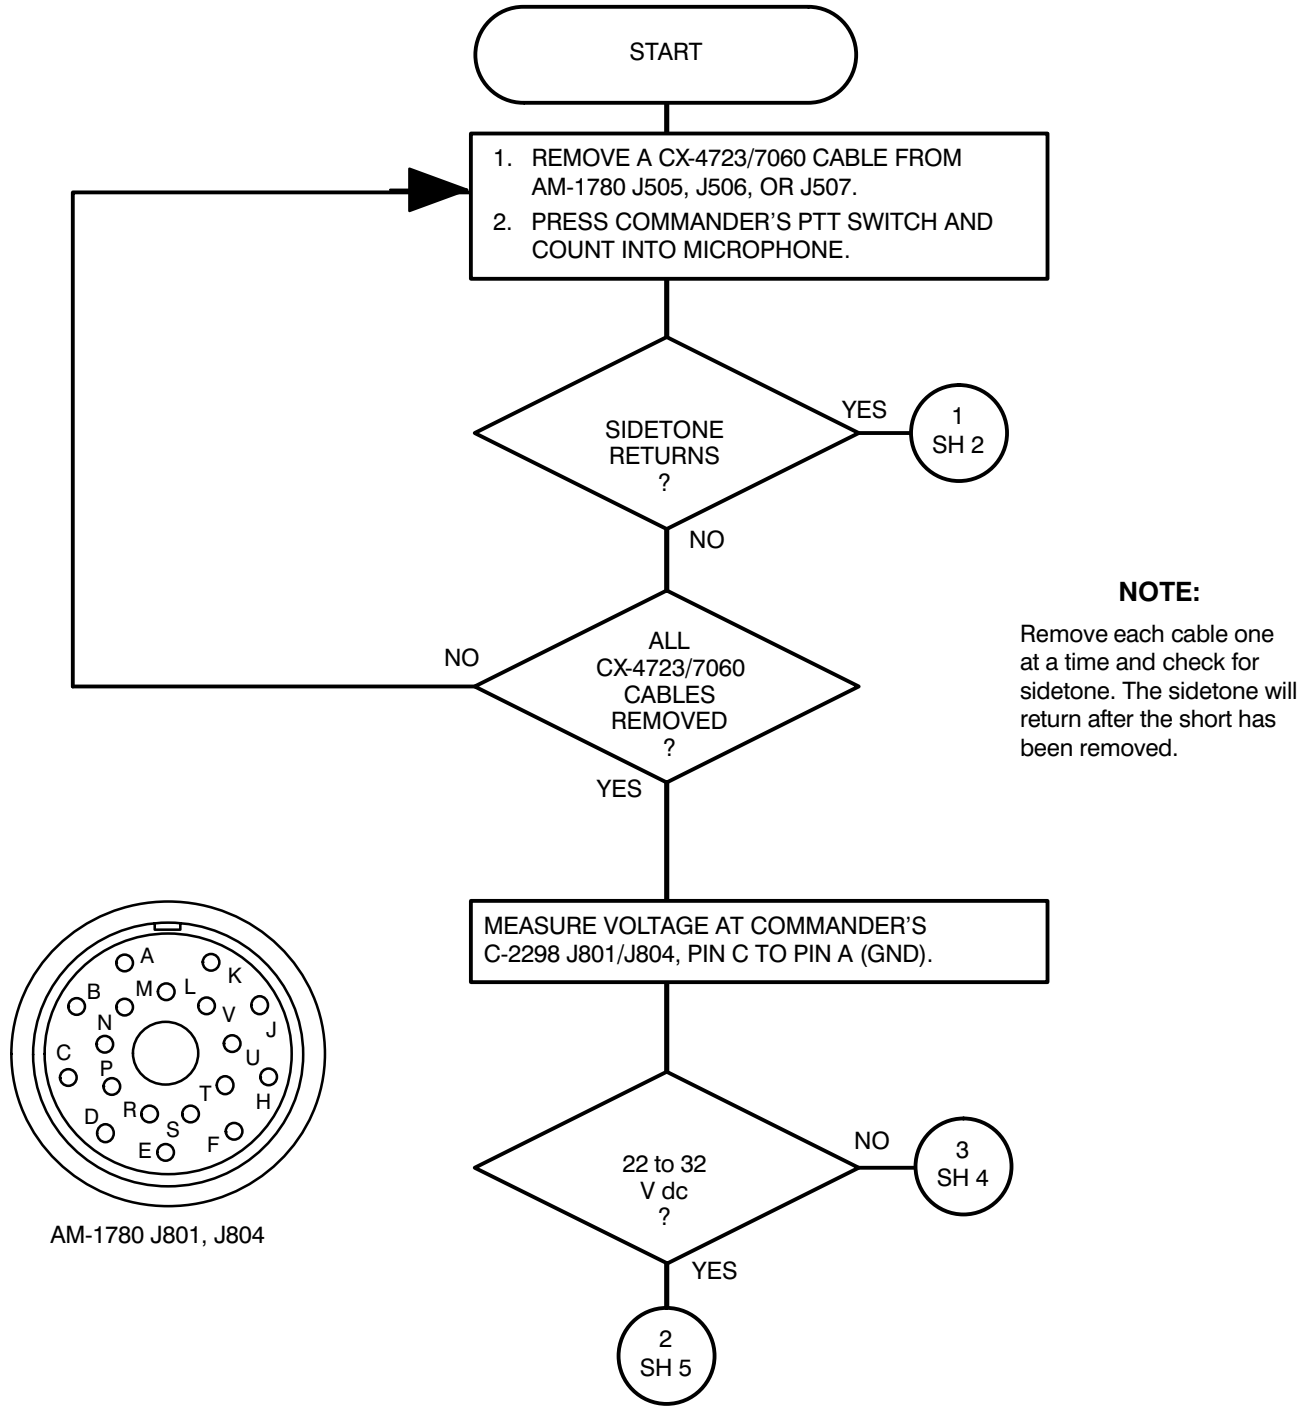 START
1. REMOVE A CX-4723/7060 CABLE FROM
AM-1780 J505, J506, OR J507.
2. PRESS COMMANDER'S PTT SWITCH AND
COUNT INTO MICROPHONE.
SIDETONE
RETURNS
?
YES
1
SH 2
NO
ALL
CX-4723/7060
CABLES
REMOVED
?
NO
YES
NOTE:
Remove each cable one
at a time and check for
sidetone. The sidetone will
return after the short has
been removed.
MEASURE VOLTAGE AT COMMANDER'S
C-2298 J801/J804, PIN C TO PIN A (GND).
22 to 32
V dc
?
NO
3
SH 4
YES
2
SH 5
A
K
B
M
L
J
N
V
C
P
U
D
R
T
H
E
S
F
AM-1780 J801, J804